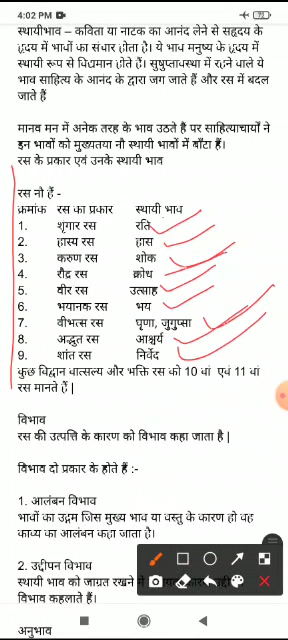 4:02 PM
73
स्थायीभाव – कविता या नाटक का आनंद लेने से सहृदय के
हृदय में भावों का संचार होता है। ये भाव मनुष्य के हृदय में
स्थायी रूप से विद्यमान होते हैं। सुषुप्तावस्था में रहने वाले ये
भाव साहित्य के आनंद के द्वारा जग जाते हैं और रस में बदल
जाते हैं
मानव मन में अनेक तरह के भाव उठते हैं पर साहित्याचार्यों ने
इन भावों को मुख्यतया नौ स्थायी भावों में बाँटा हैं।
रस के प्रकार एवं उनके स्थायी भाव
रस नौ हैं -
क्रमांक रस का प्रकार स्थायी भाव
1. शृंगार रस रति
2. हास्य रस हास
3. करुण रस शोक
4. रौद्र रस क्रोध
5. वीर रस उत्साह
6. भयानक रस भय
7. वीभत्स रस घृणा, जुगुप्सा
8. अद्भुत रस आश्चर्य
9. शांत रस निर्वेद
कुछ विद्वान वात्सल्य और भक्ति रस को 10 वां एवं 11 वां
रस मानते हैं |
विभाव
रस की उत्पत्ति के कारण को विभाव कहा जाता है |
विभाव दो प्रकार के होते हैं :-
1. आलंबन विभाव
भावों का उद्गम जिस मुख्य भाव या वस्तु के कारण हो वह
काव्य का आलंबन कहा जाता है।
2. उद्दीपन विभाव
स्थायी भाव को जाग्रत रखने
विभाव कहलाते हैं।
अनुभाव